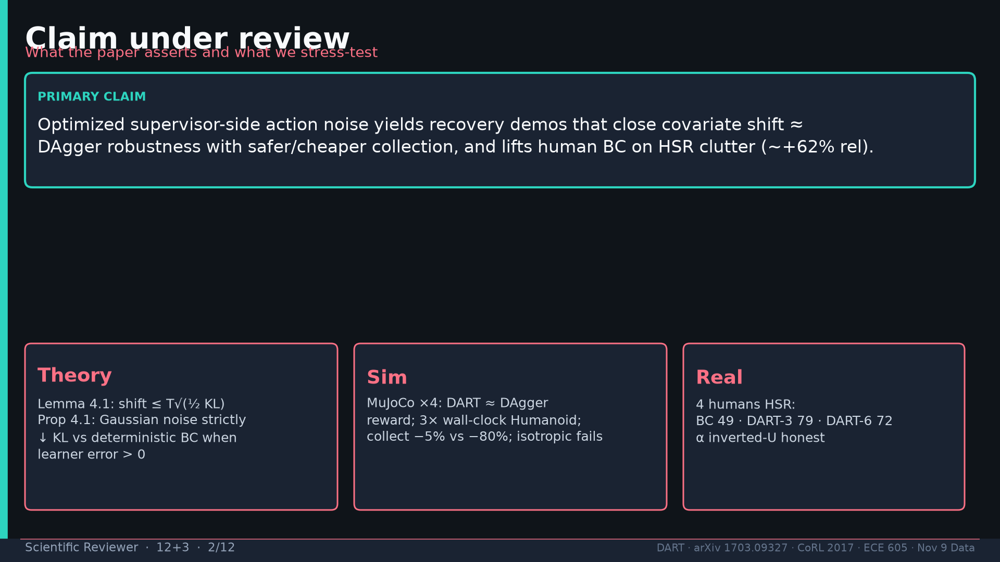 Claim under review
What the paper asserts and what we stress-test
PRIMARY CLAIM
Optimized supervisor-side action noise yields recovery demos that close covariate shift ≈
DAgger robustness with safer/cheaper collection, and lifts human BC on HSR clutter (~+62% rel).
Theory
Lemma 4.1: shift ≤ T√(½ KL)
Prop 4.1: Gaussian noise strictly
↓ KL vs deterministic BC when
learner error > 0
Sim
MuJoCo ×4: DART ≈ DAgger
reward; 3× wall-clock Humanoid;
collect −5% vs −80%; isotropic fails
Real
4 humans HSR:
BC 49 · DART-3 79 · DART-6 72
α inverted-U honest
Scientific Reviewer · 12+3 · 2/12
DART · arXiv 1703.09327 · CoRL 2017 · ECE 605 · Nov 9 Data